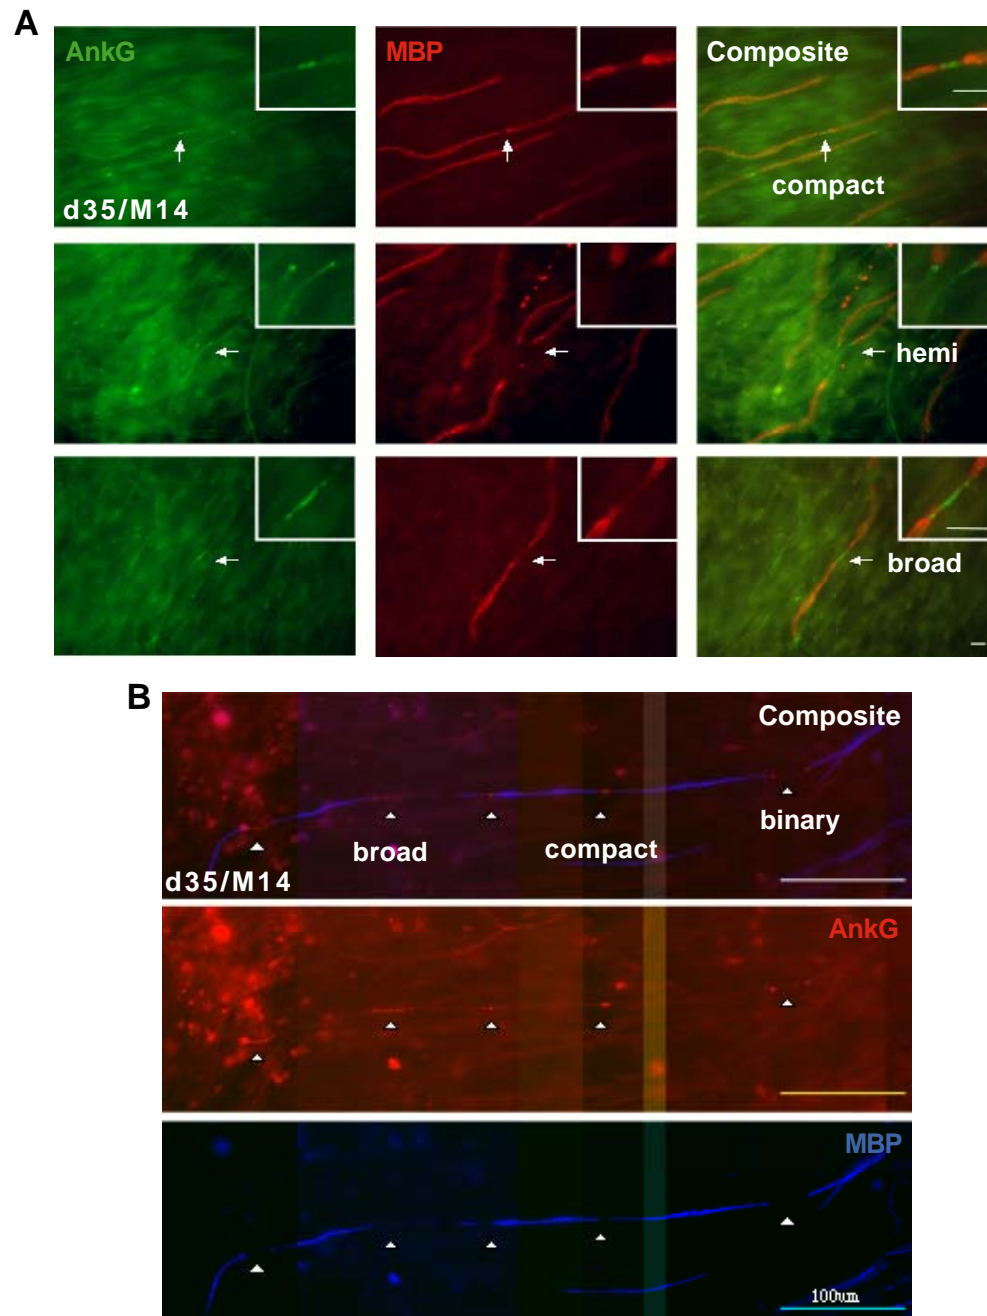 A
AnkG
MBP
Composite
compact
d35/M14
hemi
broad
B
Composite
binary
broad
compact
d35/M14
AnkG
MBP
100um